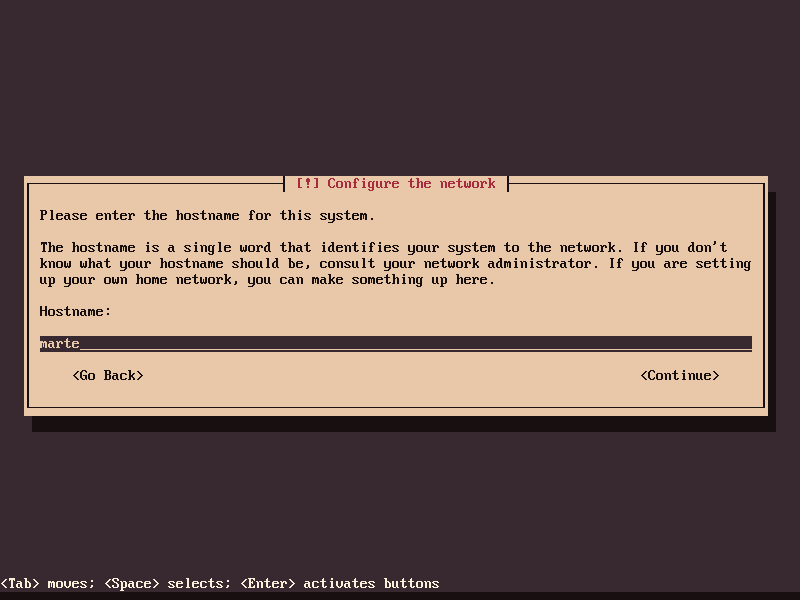 [!] Configure the network
Please enter the hostname for this system.
The hostname is a single word that identifies your system to the network. If you don't
know what your hostname should be, consult your network administrator. If you are setting
up your own home network, you can make something up here.
Hostname:
marte
<Go Back> <Continue>
<Tab> moves; <Space> selects; <Enter> activates buttons